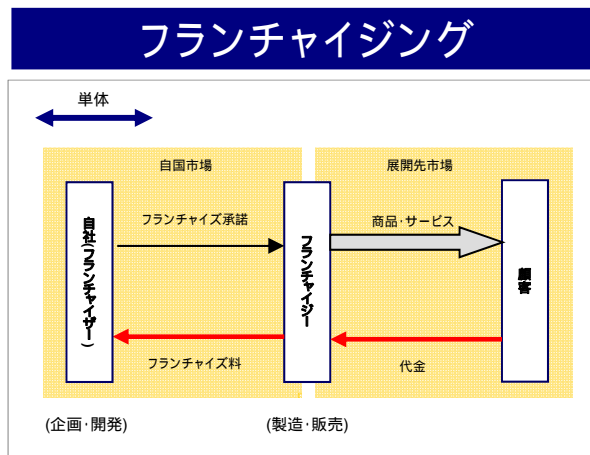 フランチャイジング
単体
自国市場
展開先市場
自社(フランチャイザー)
フランチャイズ承諾
フランチャイジー
商品・サービス
顧客
フランチャイズ料
代金
(企画・開発)
(製造・販売)